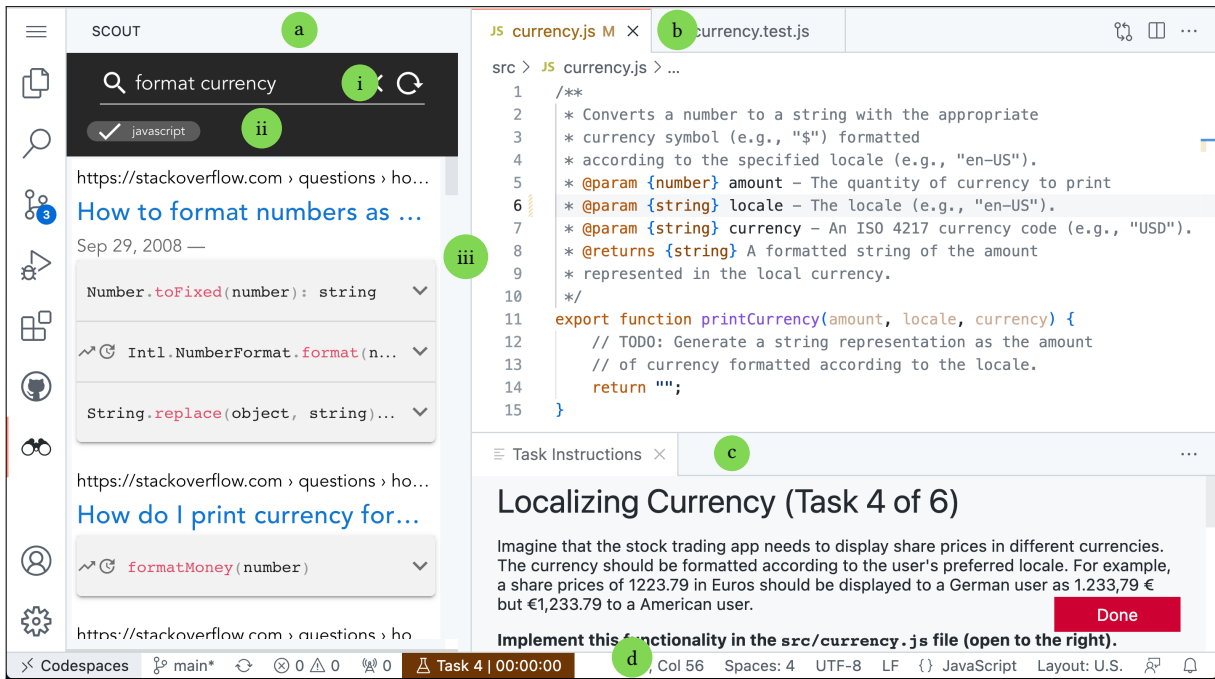 SCOUT
a
format currency
i
javascript
ii
https://stackoverflow.com › questions › ho...
How to format numbers as ...
Sep 29, 2008 —
iii
Number.toFixed(number): string
Intl.NumberFormat.format(n...
String.replace(object, string)...
https://stackoverflow.com › questions › ho...
How do I print currency for...
formatMoney(number)
https://stackoverflow.com › questions › ho
3
JS currency.js M ×
b
currency.test.js
src > JS currency.js > ...
1 /**
2 * Converts a number to a string with the appropriate
3 * currency symbol (e.g., "$") formatted
4 * according to the specified locale (e.g., "en-US").
5 * @param {number} amount – The quantity of currency to print
6 * @param {string} locale – The locale (e.g., "en-US").
7 * @param {string} currency – An ISO 4217 currency code (e.g., "USD").
8 * @returns {string} A formatted string of the amount
9 * represented in the local currency.
10 */
11 export function printCurrency(amount, locale, currency) {
12 // TODO: Generate a string representation as the amount
13 // of currency formatted according to the locale.
14 return "";
15 }
Task Instructions ×
c
Localizing Currency (Task 4 of 6)
Imagine that the stock trading app needs to display share prices in different currencies.
The currency should be formatted according to the user's preferred locale. For example,
a share prices of 1223.79 in Euros should be displayed to a German user as 1.233,79 €
but €1,233.79 to a American user.
Done
Implement this functionality in the src/currency.js file (open to the right).
Codespaces main* 0 0 0 Task 4 | 00:00:00 d , Col 56 Spaces: 4 UTF-8 LF {} JavaScript Layout: U.S.